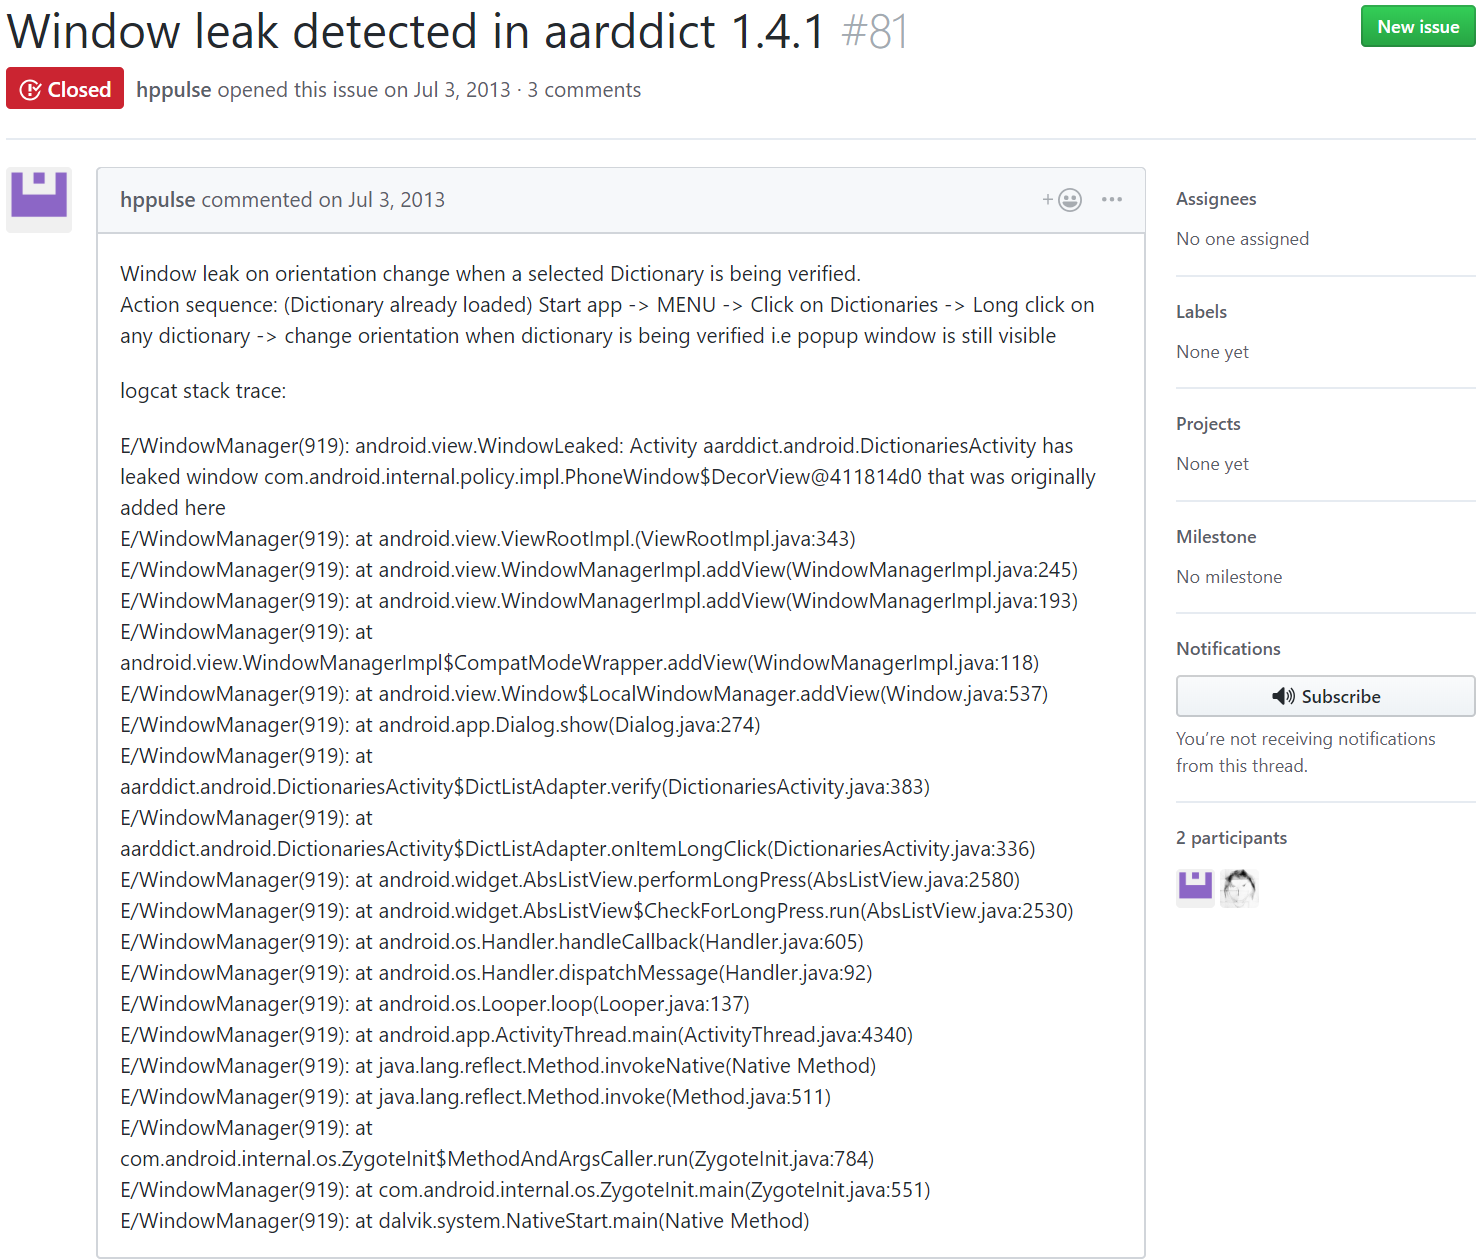 Window leak detected in aarddict 1.4.1 #81
New issue
Closed
hppulse opened this issue on Jul 3, 2013 · 3 comments
hppulse commented on Jul 3, 2013
Window leak on orientation change when a selected Dictionary is being verified.
Action sequence: (Dictionary already loaded) Start app -> MENU -> Click on Dictionaries -> Long click on
any dictionary -> change orientation when dictionary is being verified i.e popup window is still visible
logcat stack trace:
E/WindowManager(919): android.view.WindowLeaked: Activity aarddict.android.DictionariesActivity has
leaked window com.android.internal.policy.impl.PhoneWindow$DecorView@411814d0 that was originally
added here
E/WindowManager(919): at android.view.ViewRootImpl.(ViewRootImpl.java:343)
E/WindowManager(919): at android.view.WindowManagerImpl.addView(WindowManagerImpl.java:245)
E/WindowManager(919): at android.view.WindowManagerImpl.addView(WindowManagerImpl.java:193)
E/WindowManager(919): at
android.view.WindowManagerImpl$CompatModeWrapper.addView(WindowManagerImpl.java:118)
E/WindowManager(919): at android.view.Window$LocalWindowManager.addView(Window.java:537)
E/WindowManager(919): at android.app.Dialog.show(Dialog.java:274)
E/WindowManager(919): at
aarddict.android.DictionariesActivity$DictListAdapter.verify(DictionariesActivity.java:383)
E/WindowManager(919): at
aarddict.android.DictionariesActivity$DictListAdapter.onItemLongClick(DictionariesActivity.java:336)
E/WindowManager(919): at android.widget.AbsListView.performLongPress(AbsListView.java:2580)
E/WindowManager(919): at android.widget.AbsListView$CheckForLongPress.run(AbsListView.java:2530)
E/WindowManager(919): at android.os.Handler.handleCallback(Handler.java:605)
E/WindowManager(919): at android.os.Handler.dispatchMessage(Handler.java:92)
E/WindowManager(919): at android.os.Looper.loop(Looper.java:137)
E/WindowManager(919): at android.app.ActivityThread.main(ActivityThread.java:4340)
E/WindowManager(919): at java.lang.reflect.Method.invokeNative(Native Method)
E/WindowManager(919): at java.lang.reflect.Method.invoke(Method.java:511)
E/WindowManager(919): at
com.android.internal.os.ZygoteInit$MethodAndArgsCaller.run(ZygoteInit.java:784)
E/WindowManager(919): at com.android.internal.os.ZygoteInit.main(ZygoteInit.java:551)
E/WindowManager(919): at dalvik.system.NativeStart.main(Native Method)
Assignees
No one assigned
Labels
None yet
Projects
None yet
Milestone
No milestone
Notifications
Subscribe
You’re not receiving notifications
from this thread.
2 participants